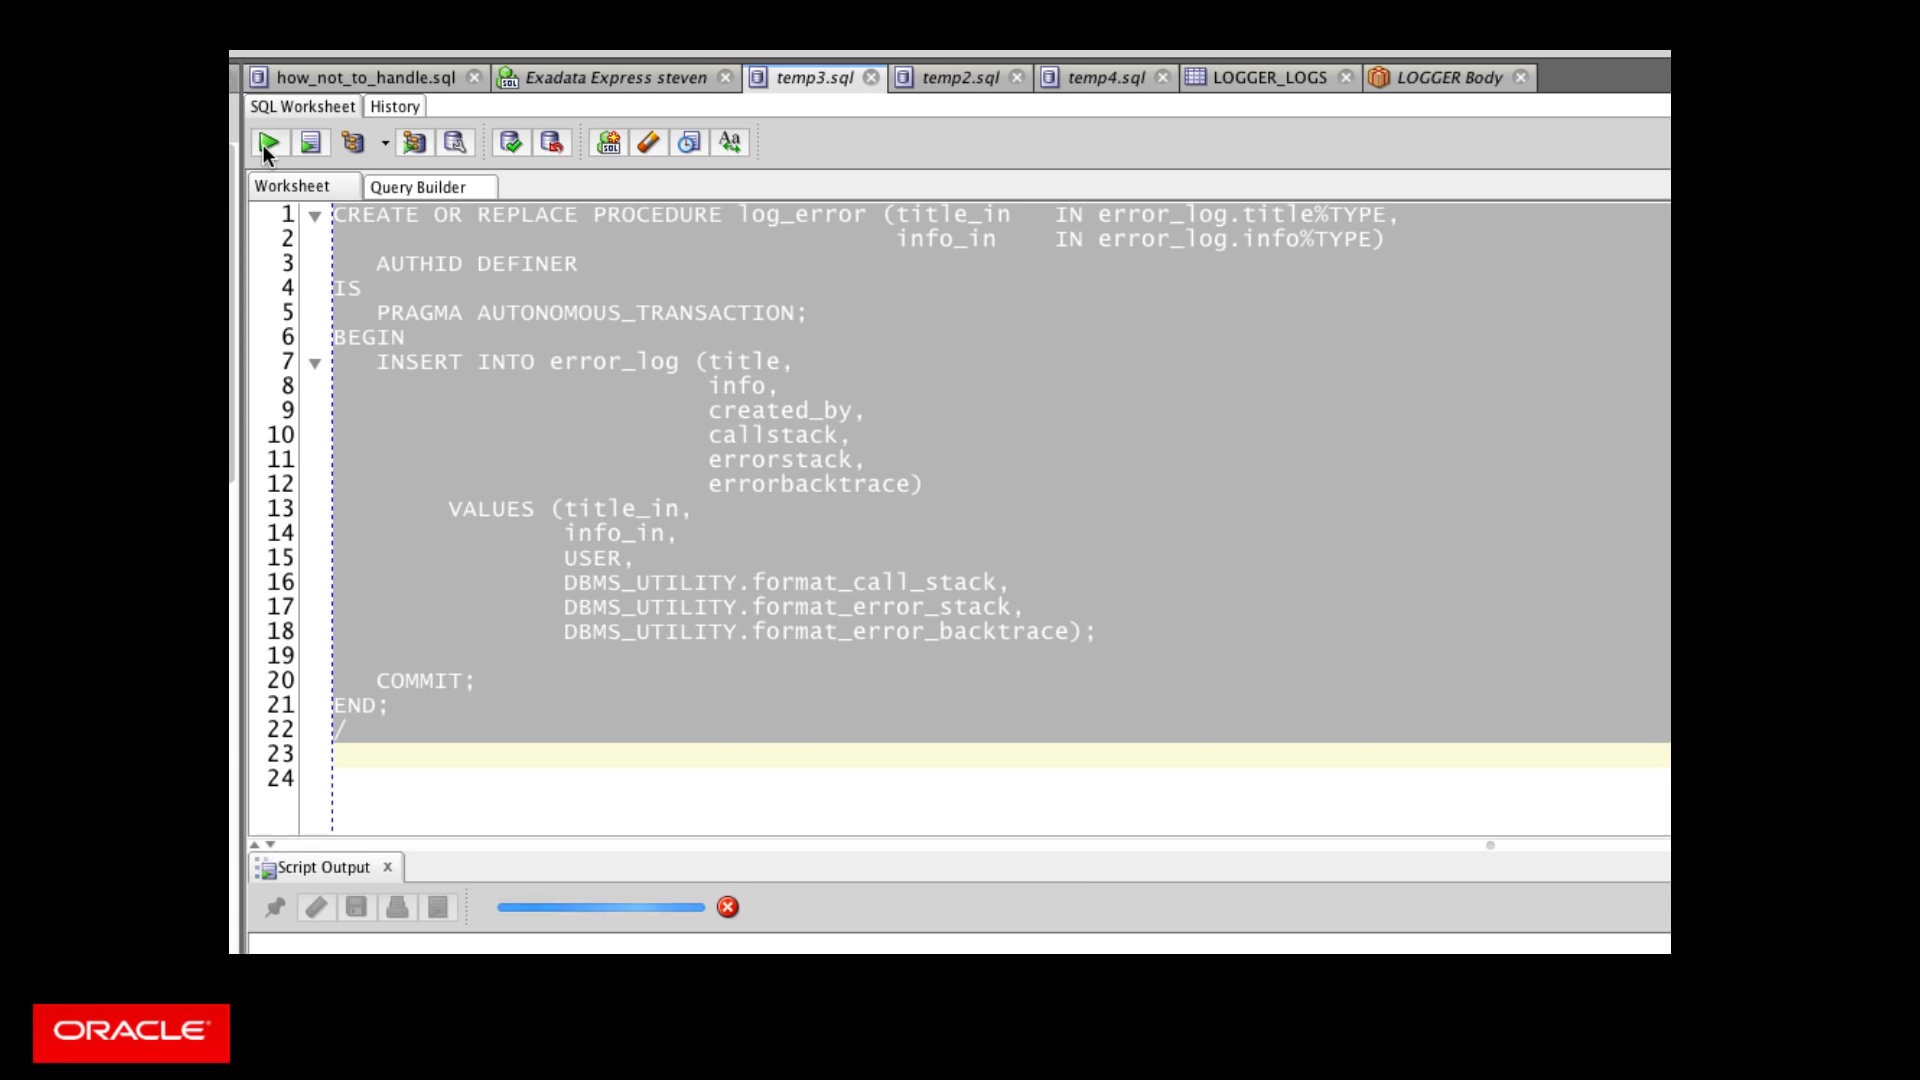 how_not_to_handle.sql Exadata Express steven temp3.sql temp2.sql temp4.sql LOGGER_LOGS LOGGER Body
SQL Worksheet History
Worksheet Query Builder
1 CREATE OR REPLACE PROCEDURE log_error (title_in IN error_log.title%TYPE,
2 info_in IN error_log.info%TYPE)
3 AUTHID DEFINER
4 IS
5 PRAGMA AUTONOMOUS_TRANSACTION;
6 BEGIN
7 INSERT INTO error_log (title,
8 info,
9 created_by,
10 callstack,
11 errorstack,
12 errorbacktrace)
13 VALUES (title_in,
14 info_in,
15 USER,
16 DBMS_UTILITY.format_call_stack,
17 DBMS_UTILITY.format_error_stack,
18 DBMS_UTILITY.format_error_backtrace);
19
20 COMMIT;
21 END;
22 /
23
24
Script Output x
ORACLE